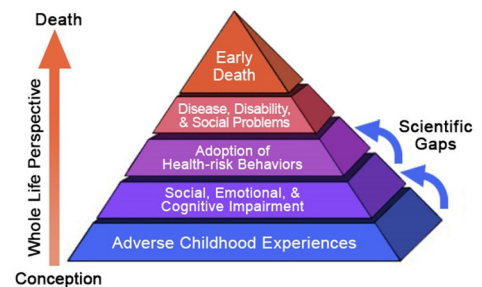 Death
Whole Life Perspective
Conception
Early
Death
Disease, Disability,
& Social Problems
Adoption of
Health-risk Behaviors
Social, Emotional, &
Cognitive Impairment
Adverse Childhood Experiences
Scientific
Gaps